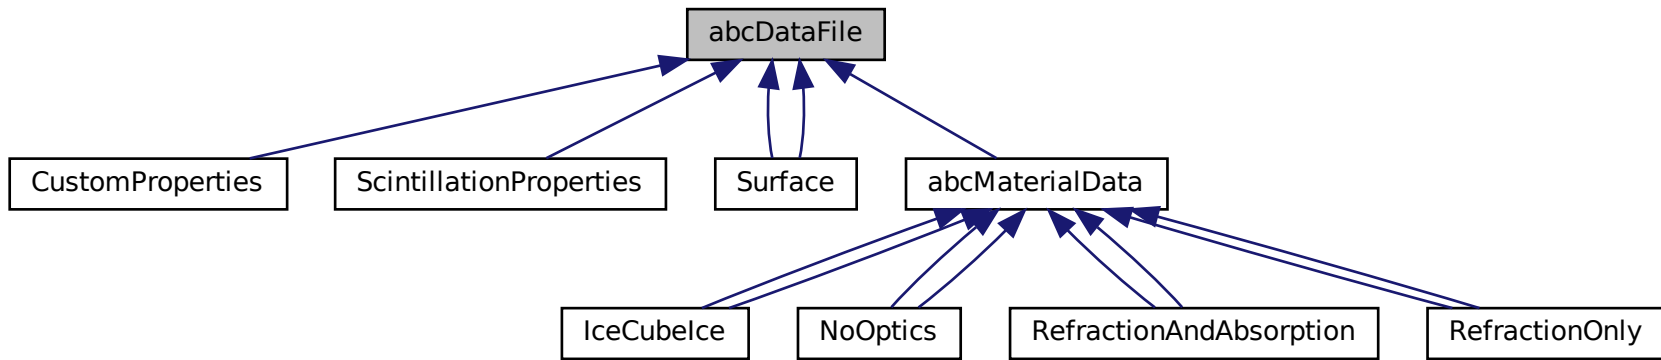 abcDataFile
CustomProperties
ScintillationProperties
Surface
abcMaterialData
IceCubeIce
NoOptics
RefractionAndAbsorption
RefractionOnly